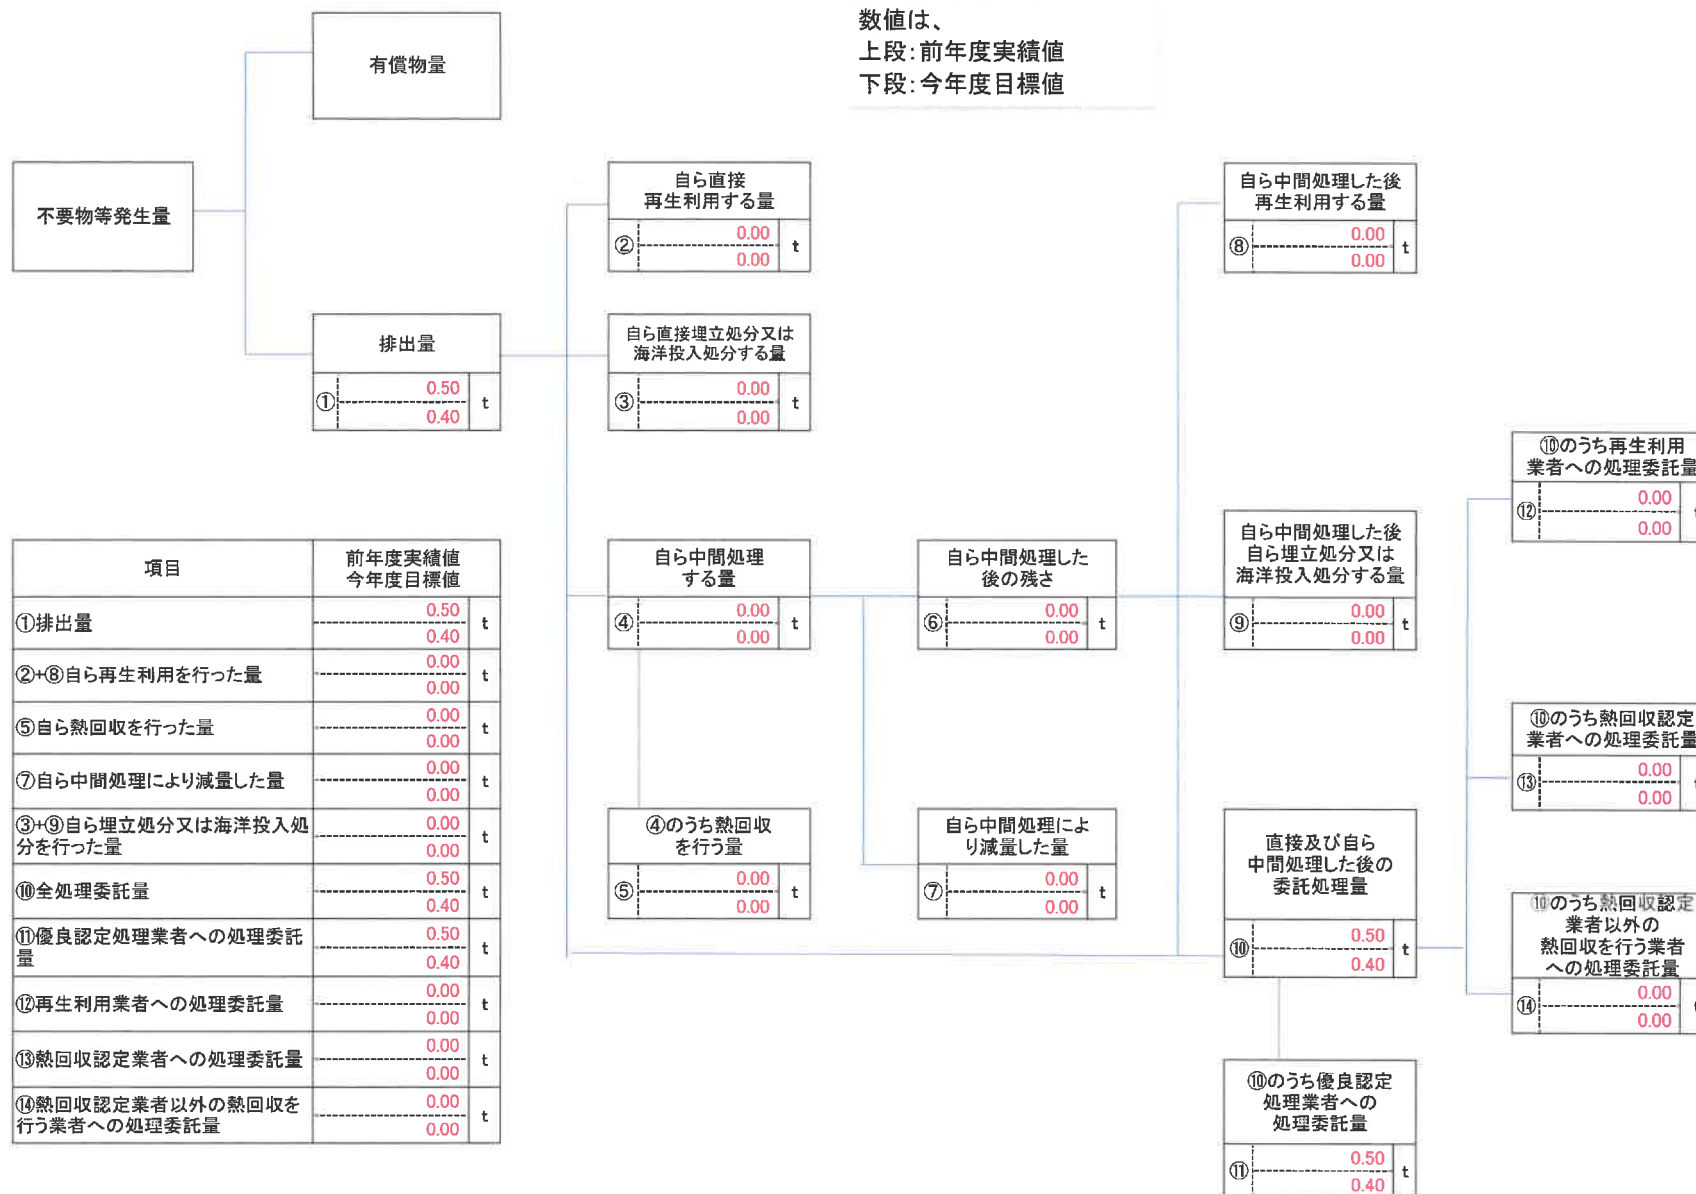 数値は、
上段：前年度実績値
下段：今年度目標値
有償物量
不要物等発生量
排出量
① 0.50 t
0.40
自ら直接
再生利用する量
② 0.00 t
0.00
自ら直接埋立処分又は
海洋投入処分する量
③ 0.00 t
0.00
自ら中間処理
する量
④ 0.00 t
0.00
④のうち熱回収
を行う量
⑤ 0.00 t
0.00
自ら中間処理した
後の残さ
⑥ 0.00 t
0.00
自ら中間処理によ
り減量した量
⑦ 0.00 t
0.00
自ら中間処理した後
再生利用する量
⑧ 0.00 t
0.00
自ら中間処理した後
自ら埋立処分又は
海洋投入処分する量
⑨ 0.00 t
0.00
直接及び自ら
中間処理した後の
委託処理量
⑩ 0.50 t
0.40
⑩のうち優良認定
処理業者への
処理委託量
⑪ 0.50 t
0.40
⑩のうち再生利用
業者への処理委託量
⑫ 0.00
0.00
⑩のうち熱回収認定
業者への処理委託量
⑬ 0.00
0.00
⑩のうち熱回収認定
業者以外の
熱回収を行う業者
への処理委託量
⑭ 0.00
0.00
項目 前年度実績値
今年度目標値
①排出量 0.50 t
0.40
②+⑧自ら再生利用を行った量 0.00 t
0.00
⑤自ら熱回収を行った量 0.00 t
0.00
⑦自ら中間処理により減量した量 0.00 t
0.00
③+⑨自ら埋立処分又は海洋投入処 0.00 t
分を行った量 0.00
⑩全処理委託量 0.50 t
0.40
⑪優良認定処理業者への処理委託 0.50 t
量 0.40
⑫再生利用業者への処理委託量 0.00 t
0.00
⑬熱回収認定業者への処理委託量 0.00 t
0.00
⑭熱回収認定業者以外の熱回収を 0.00 t
行う業者への処理委託量 0.00